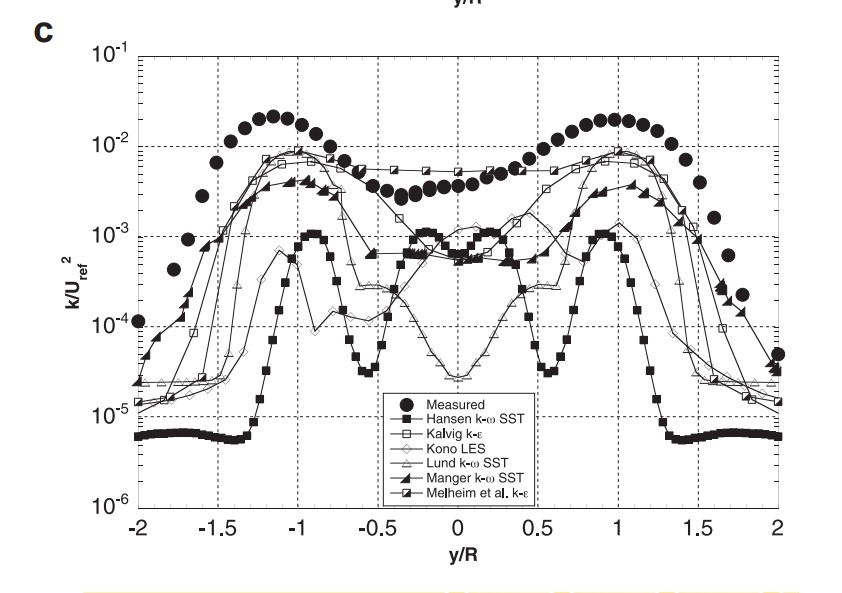 y/R
C
10⁻¹
10⁻²
10⁻³
10⁻⁴
10⁻⁵
10⁻⁶
k/U_ref²
-2 -1.5 -1 -0.5 0 0.5 1 1.5 2
y/R
Measured
Hansen k-ω SST
Kalvig k-ε
Kono LES
Lund k-ω SST
Manger k-ω SST
Melheim et al. k-ε